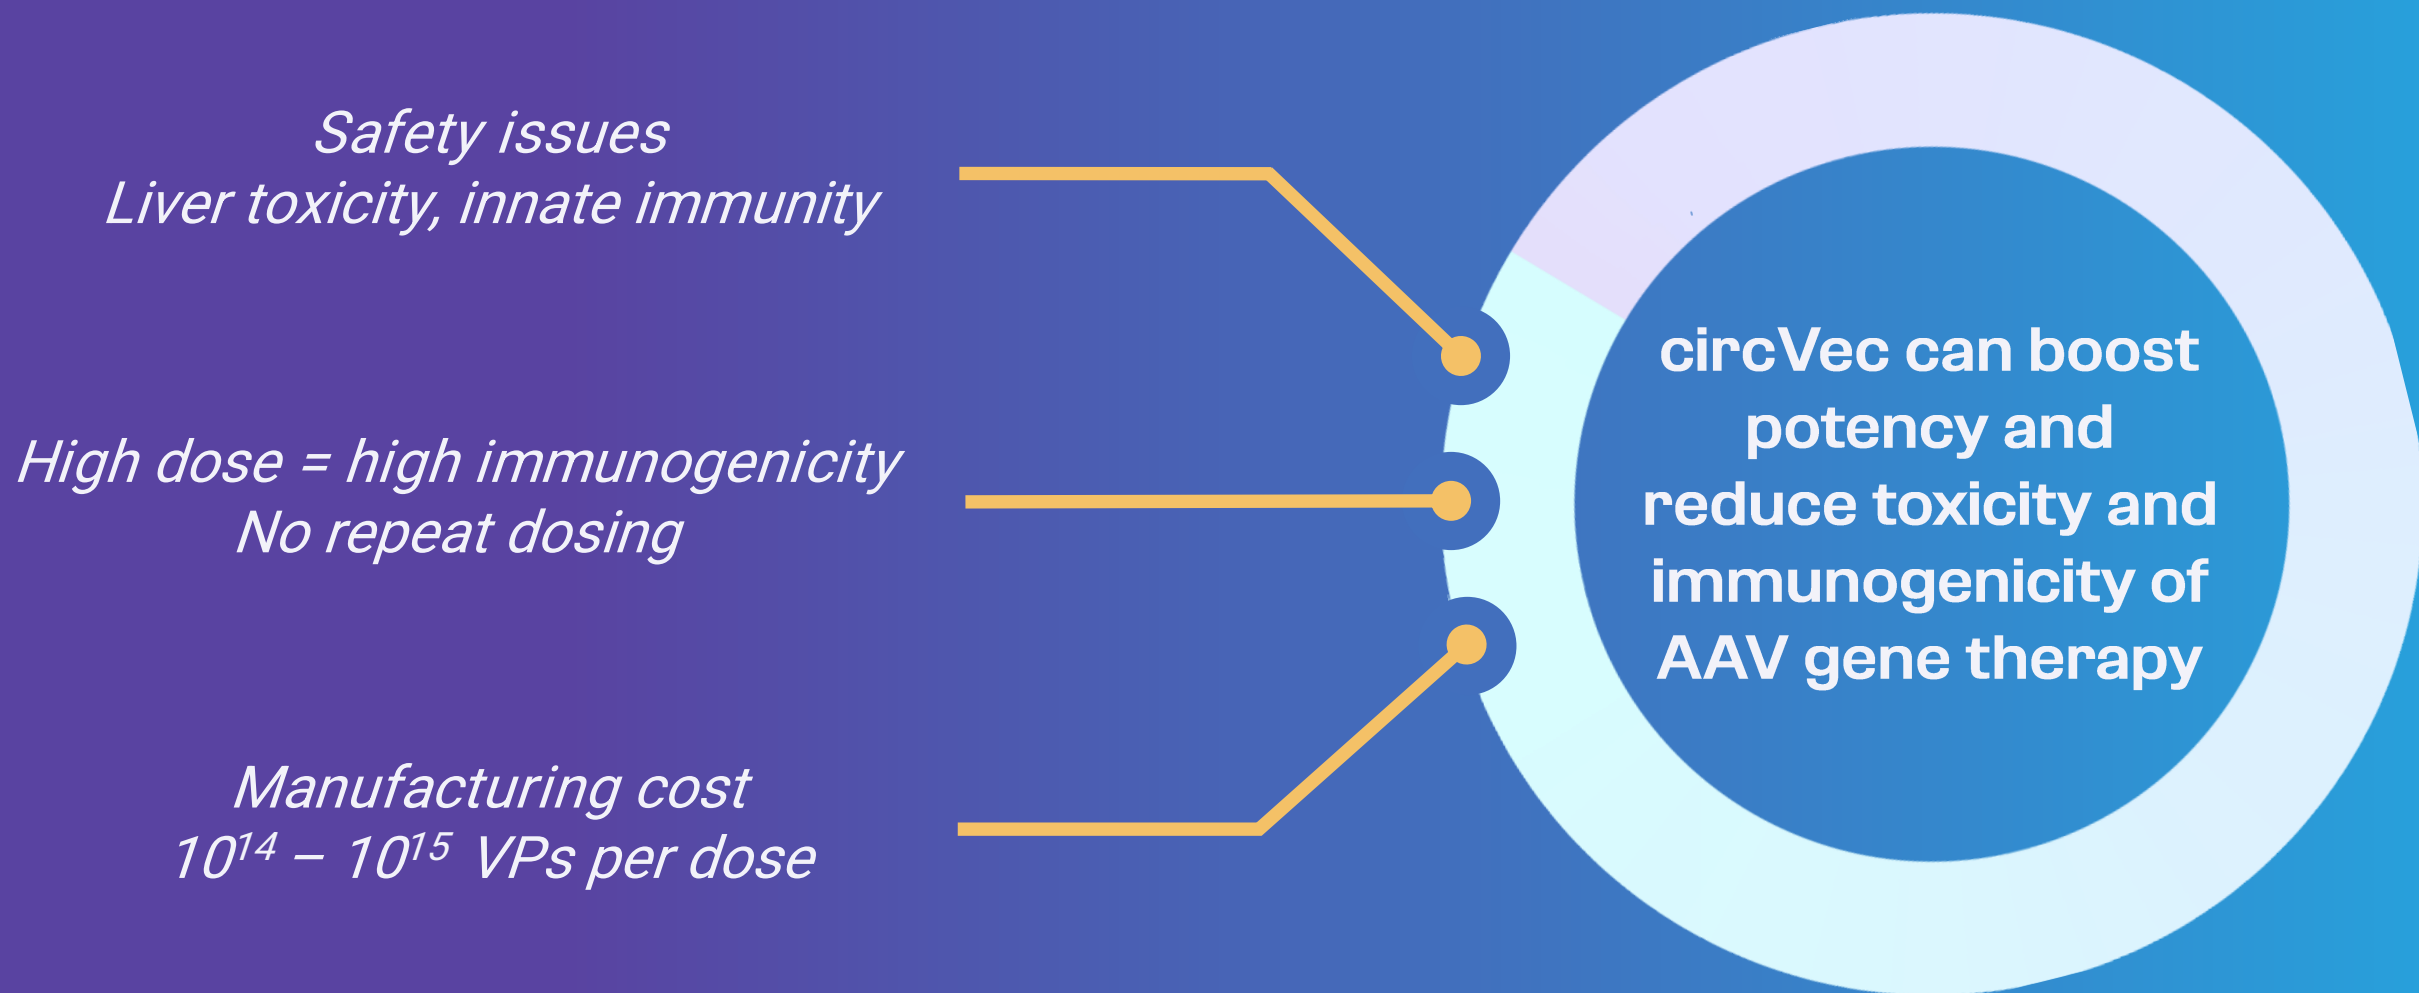 Safety issues
Liver toxicity, innate immunity
High dose = high immunogenicity
No repeat dosing
Manufacturing cost
10¹⁴ – 10¹⁵ VPs per dose
circVec can boost
potency and
reduce toxicity and
immunogenicity of
AAV gene therapy